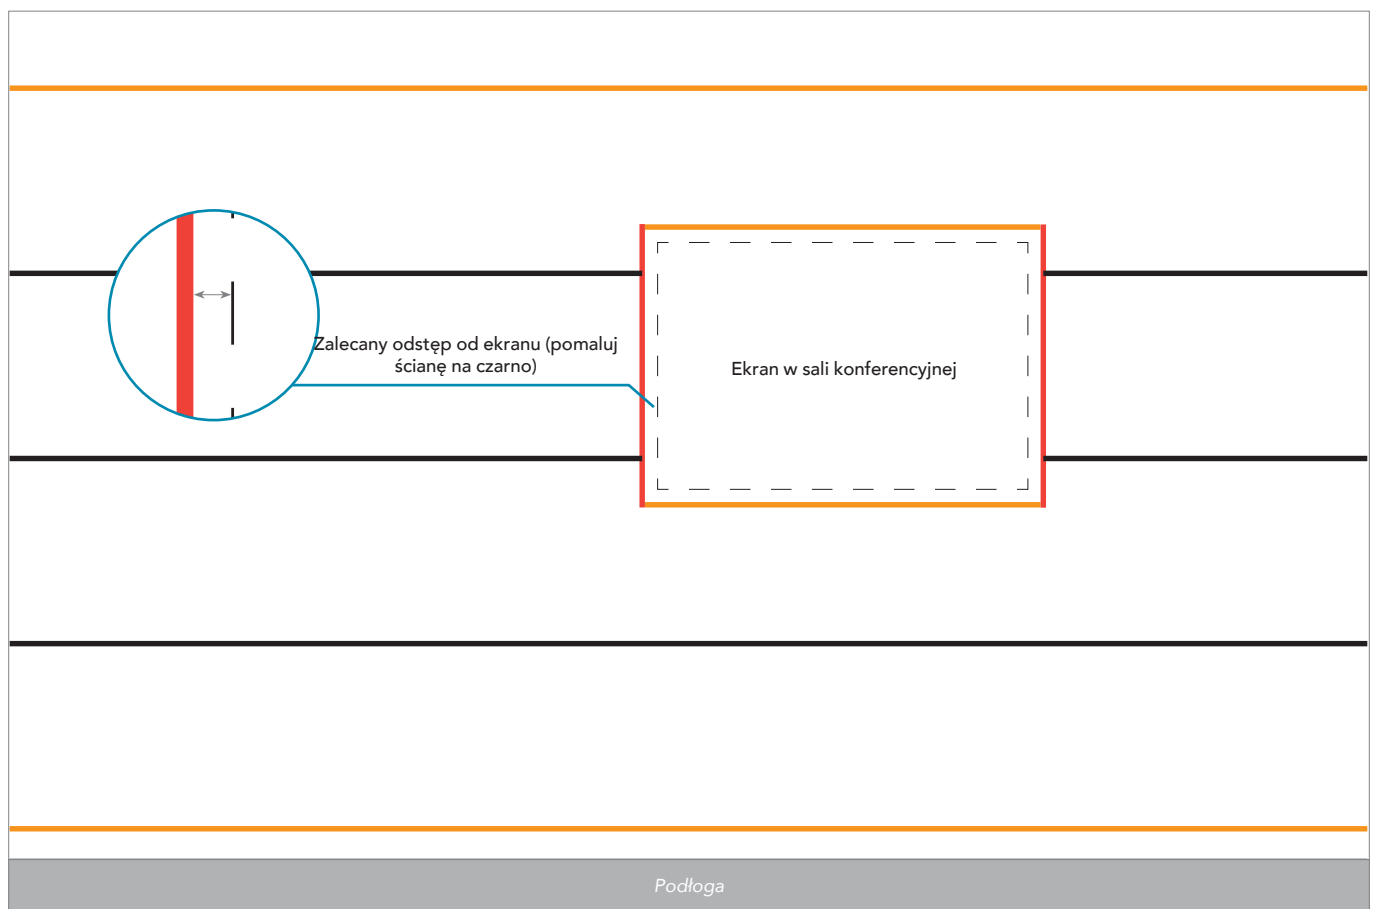 Zalecany odstęp od ekranu (pomaluj
ścianę na czarno)
Ekran w sali konferencyjnej
Podłoga